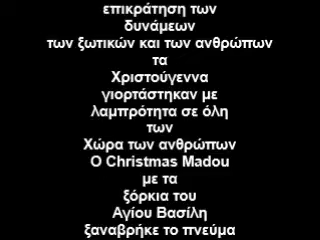 επικράτηση των
δυνάμεων
των ξωτικών και των ανθρώπων
τα
Χριστούγεννα
γιορτάστηκαν με
λαμπρότητα σε όλη
των
Χώρα των ανθρώπων
Ο Christmas Madou
με τα
ξόρκια του
Αγίου Βασίλη
ξαναβρήκε το πνεύμα